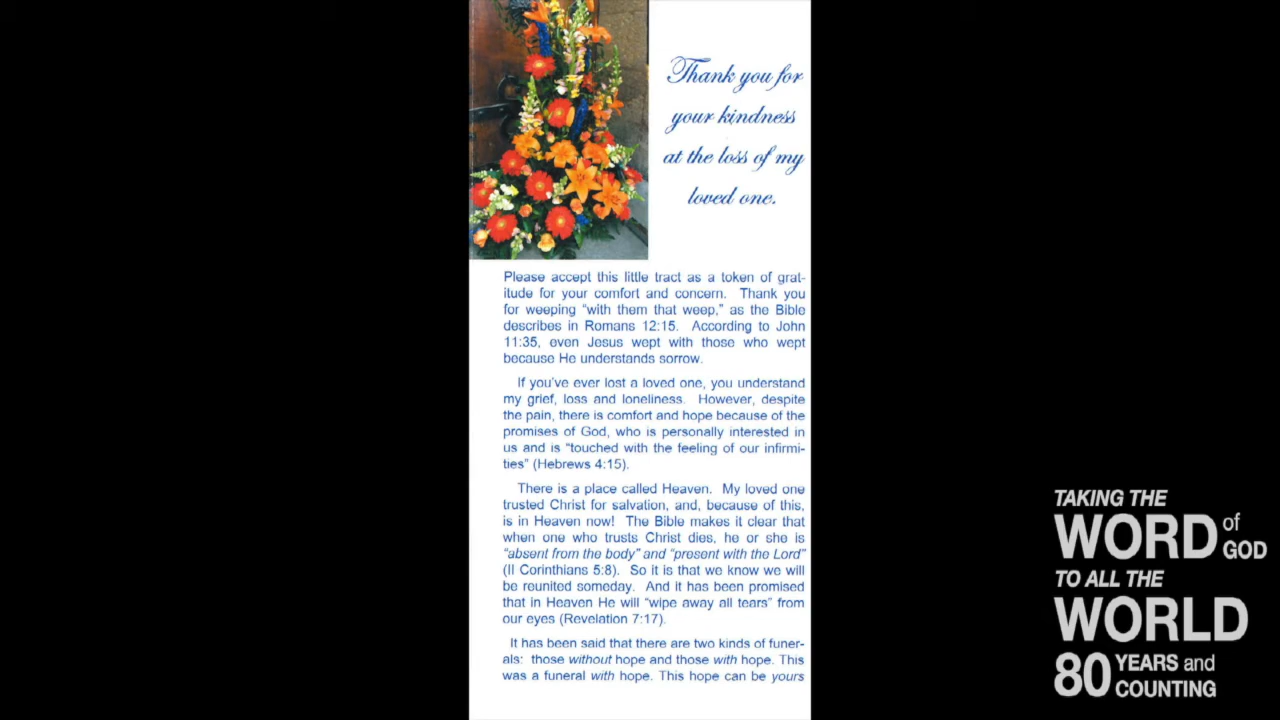 Thank you for
your kindness
at the loss of my
loved one.
Please accept this little tract as a token of grat-
itude for your comfort and concern. Thank you
for weeping “with them that weep,” as the Bible
describes in Romans 12:15. According to John
11:35, even Jesus wept with those who wept
because He understands sorrow.
If you’ve ever lost a loved one, you understand
my grief, loss and loneliness. However, despite
the pain, there is comfort and hope because of the
promises of God, who is personally interested in
us and is “touched with the feeling of our infirmi-
ties” (Hebrews 4:15).
There is a place called Heaven. My loved one
trusted Christ for salvation, and, because of this,
is in Heaven now! The Bible makes it clear that
when one who trusts Christ dies, he or she is
“absent from the body” and “present with the Lord”
(II Corinthians 5:8). So it is that we know we will
be reunited someday. And it has been promised
that in Heaven He will “wipe away all tears” from
our eyes (Revelation 7:17).
It has been said that there are two kinds of funer-
als: those without hope and those with hope. This
was a funeral with hope. This hope can be yours
TAKING THE
WORD of GOD
TO ALL THE
WORLD
80 YEARS and
COUNTING